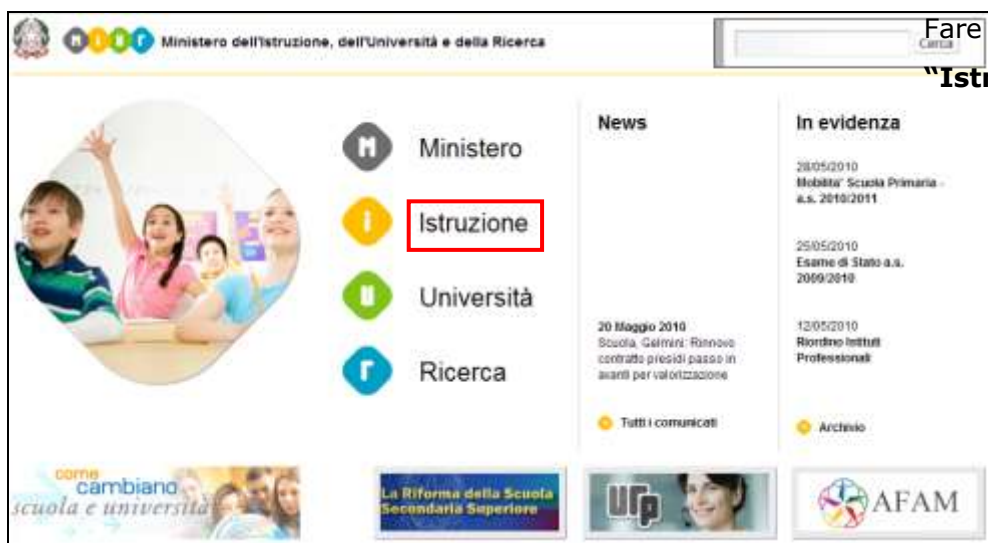 Fare
Ministero dell'Istruzione, dell'Università e della Ricerca
Cerca
“Istr
Ministero
Istruzione
Università
Ricerca
News
20 Maggio 2010
Scuola, Gelmini: Rinnovo
contratto presidi passo in
avanti per valorizzazione
Tutti i comunicati
In evidenza
28/05/2010
Mobilita' Scuola Primaria -
a.s. 2010/2011
25/05/2010
Esame di Stato a.s.
2009/2010
12/05/2010
Riordino Istituti
Professionali
Archivio
come
cambiano
scuola e università
La Riforma della Scuola
Secondaria Superiore
urp
AFAM